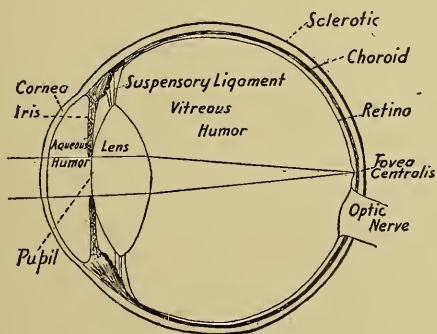 Sclerotic
Choroid
Suspensory Ligament
Cornea
Vitreous
Iris
Retina
Humor
Aqueous
Humor
Lens
Fovea
Centralis
Optic
Nerve
Pupil